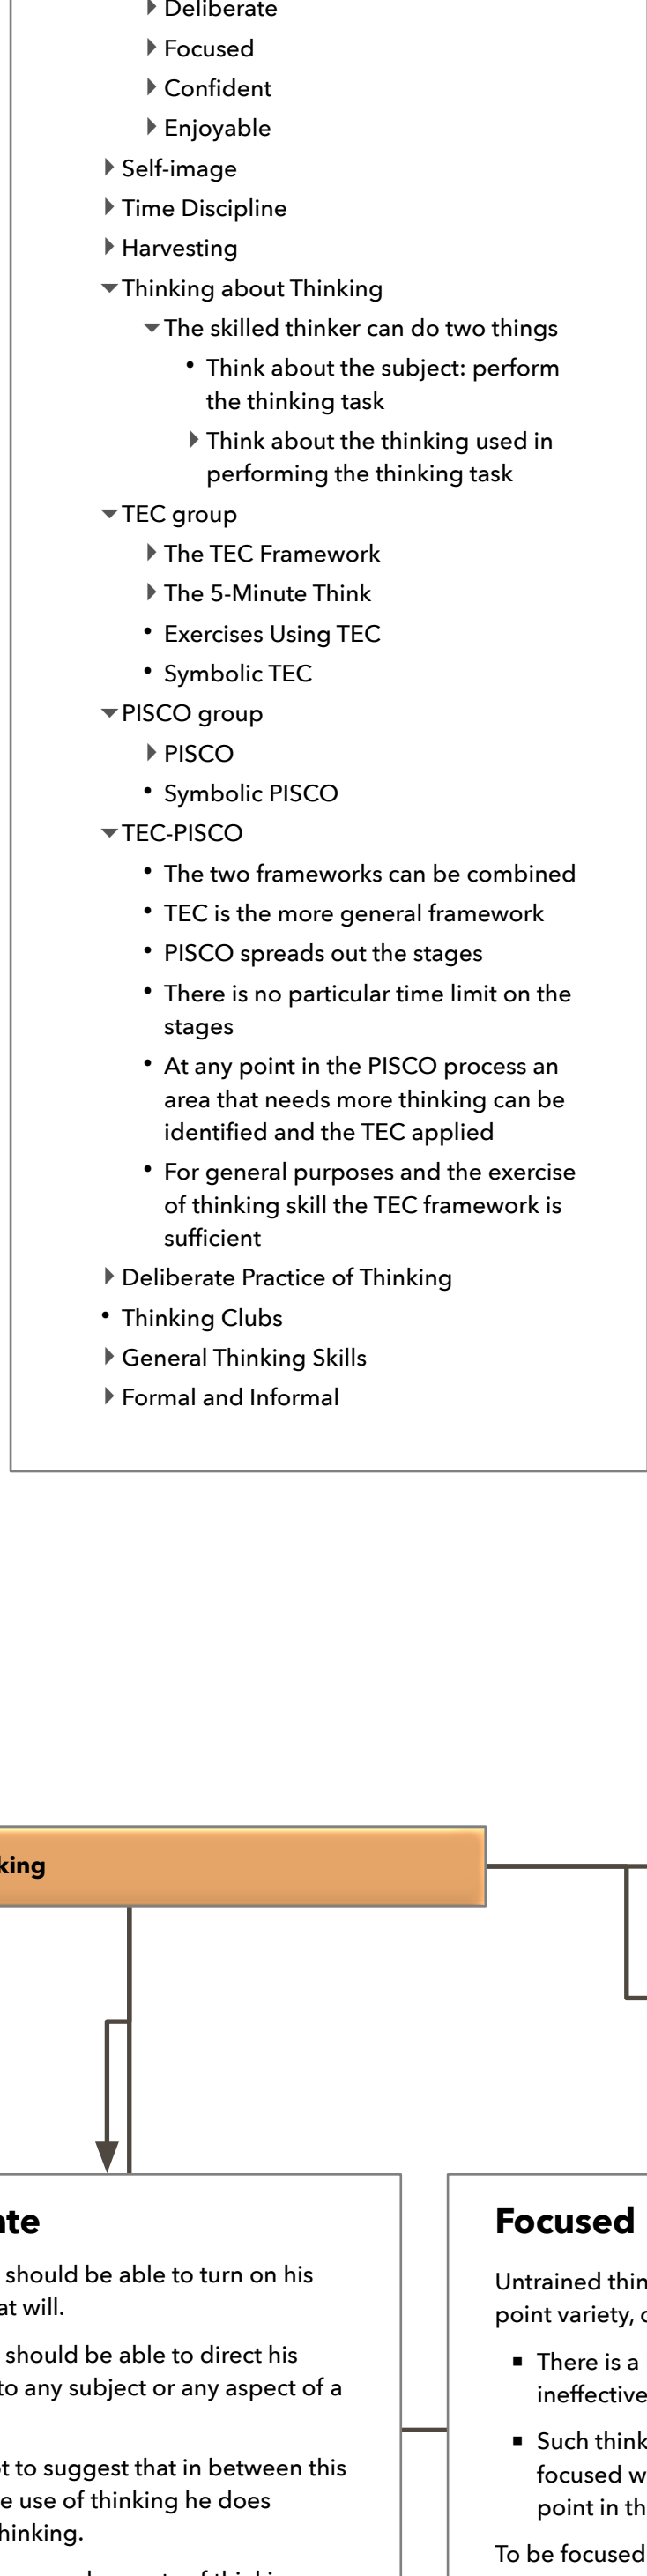 Deliberate
Focused
Confident
Enjoyable
Self-image
Time Discipline
Harvesting
Thinking about Thinking
The skilled thinker can do two things
• Think about the subject: perform
the thinking task
Think about the thinking used in
performing the thinking task
TEC group
The TEC Framework
The 5-Minute Think
• Exercises Using TEC
• Symbolic TEC
PISCO group
PISCO
• Symbolic PISCO
TEC-PISCO
• The two frameworks can be combined
• TEC is the more general framework
• PISCO spreads out the stages
• There is no particular time limit on the
stages
• At any point in the PISCO process an
area that needs more thinking can be
identified and the TEC applied
• For general purposes and the exercise
of thinking skill the TEC framework is
sufficient
Deliberate Practice of Thinking
• Thinking Clubs
General Thinking Skills
Formal and Informal
king
te
should be able to turn on his
at will.
should be able to direct his
to any subject or any aspect of a
t to suggest that in between this
e use of thinking he does
hinking.
Focused
Untrained thin
point variety,
▪ There is a
ineffective
▪ Such think
focused w
point in th
To be focused